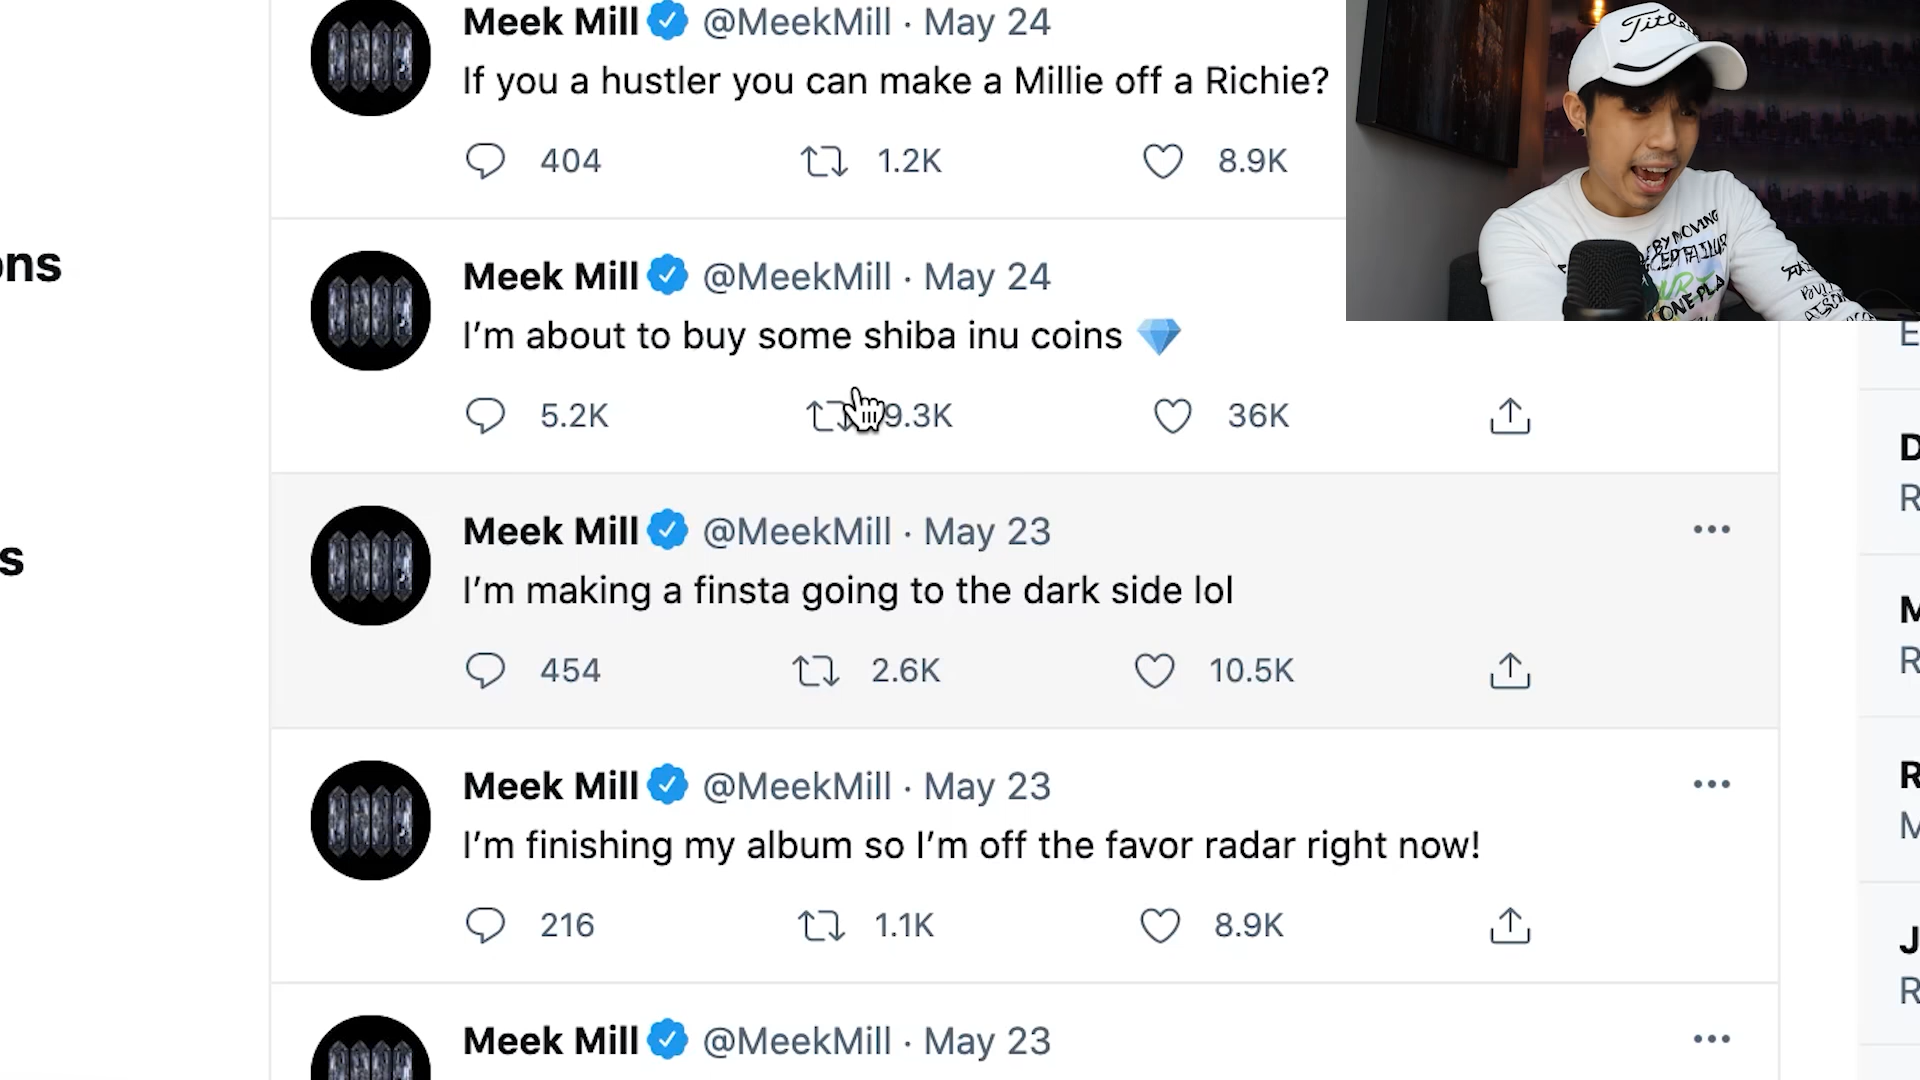 Meek Mill @MeekMill · May 24
If you a hustler you can make a Millie off a Richie?
404 1.2K 8.9K
ons
Meek Mill @MeekMill · May 24
I'm about to buy some shiba inu coins 💎
5.2K 9.3K 36K
Meek Mill @MeekMill · May 23
I'm making a finsta going to the dark side lol
454 2.6K 10.5K
s
Meek Mill @MeekMill · May 23
I'm finishing my album so I'm off the favor radar right now!
216 1.1K 8.9K
Meek Mill @MeekMill · May 23